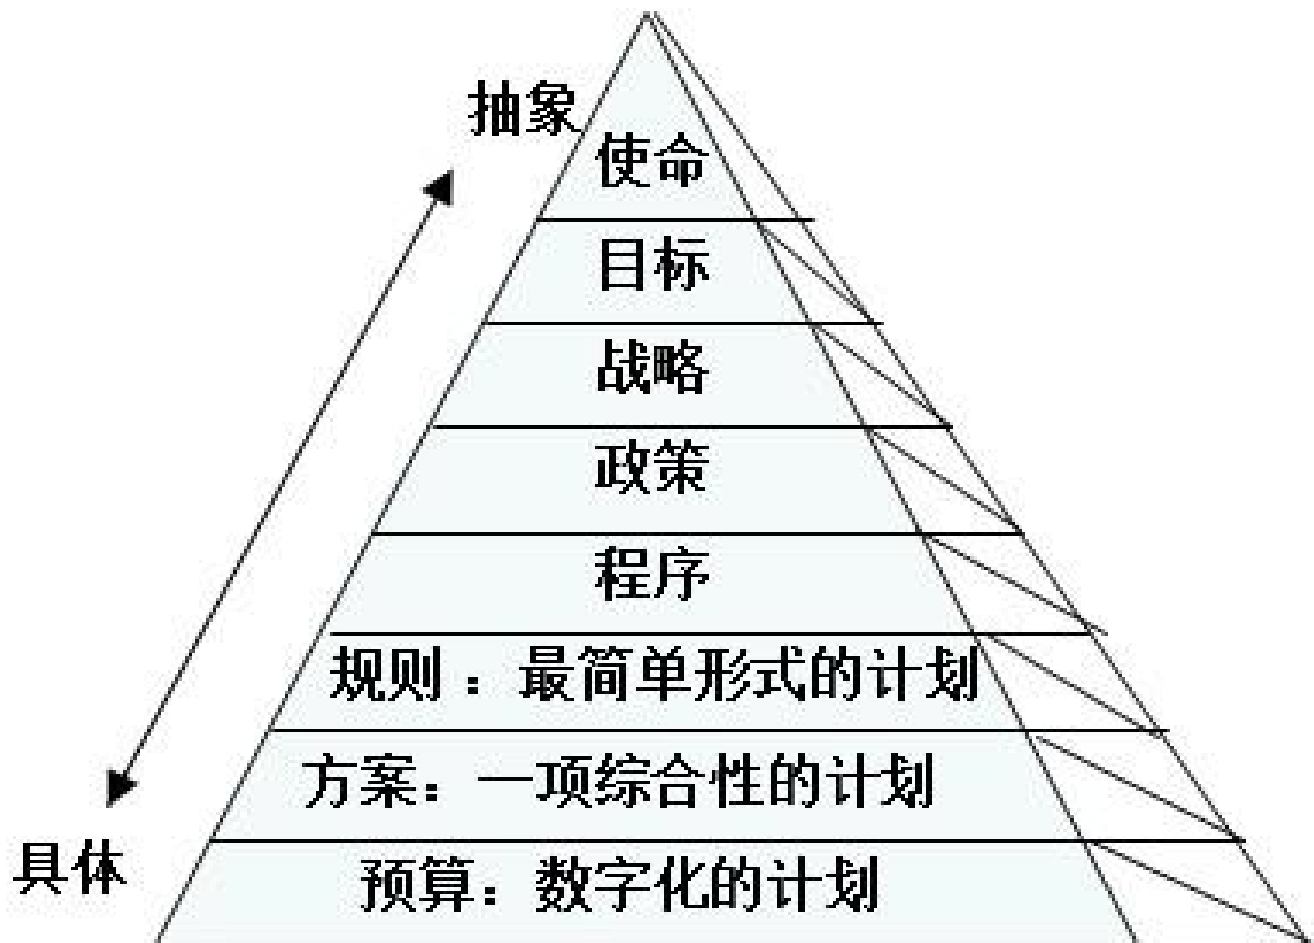 抽象
使命
目标
战略
政策
程序
规则：最简单形式的计划
方案：一项综合性的计划
预算：数字化的计划
具体